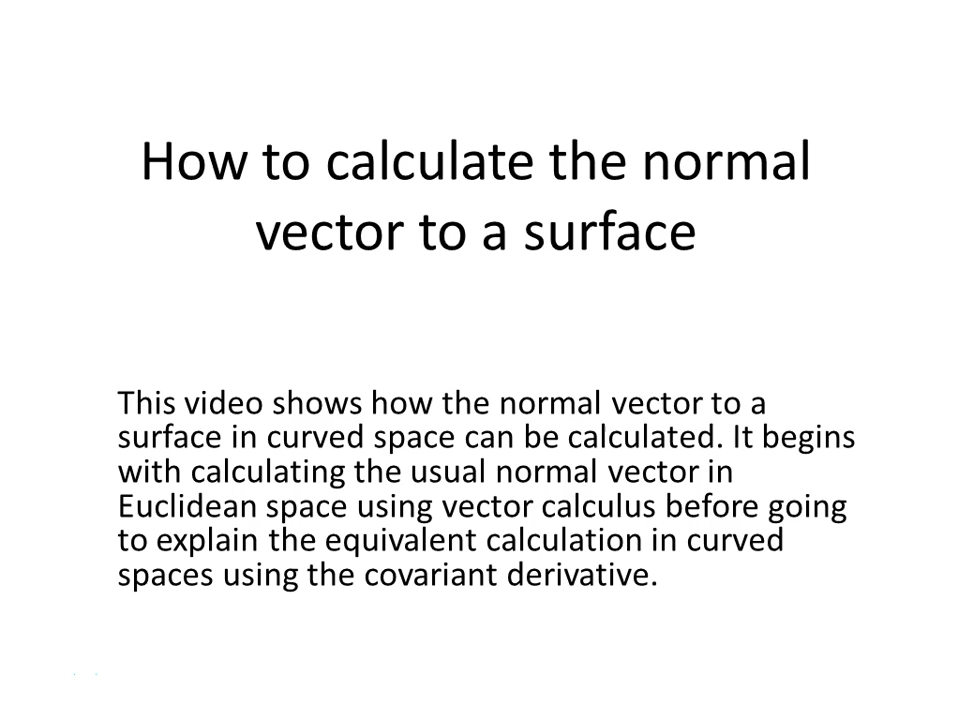 How to calculate the normal
vector to a surface
This video shows how the normal vector to a
surface in curved space can be calculated. It begins
with calculating the usual normal vector in
Euclidean space using vector calculus before going
to explain the equivalent calculation in curved
spaces using the covariant derivative.